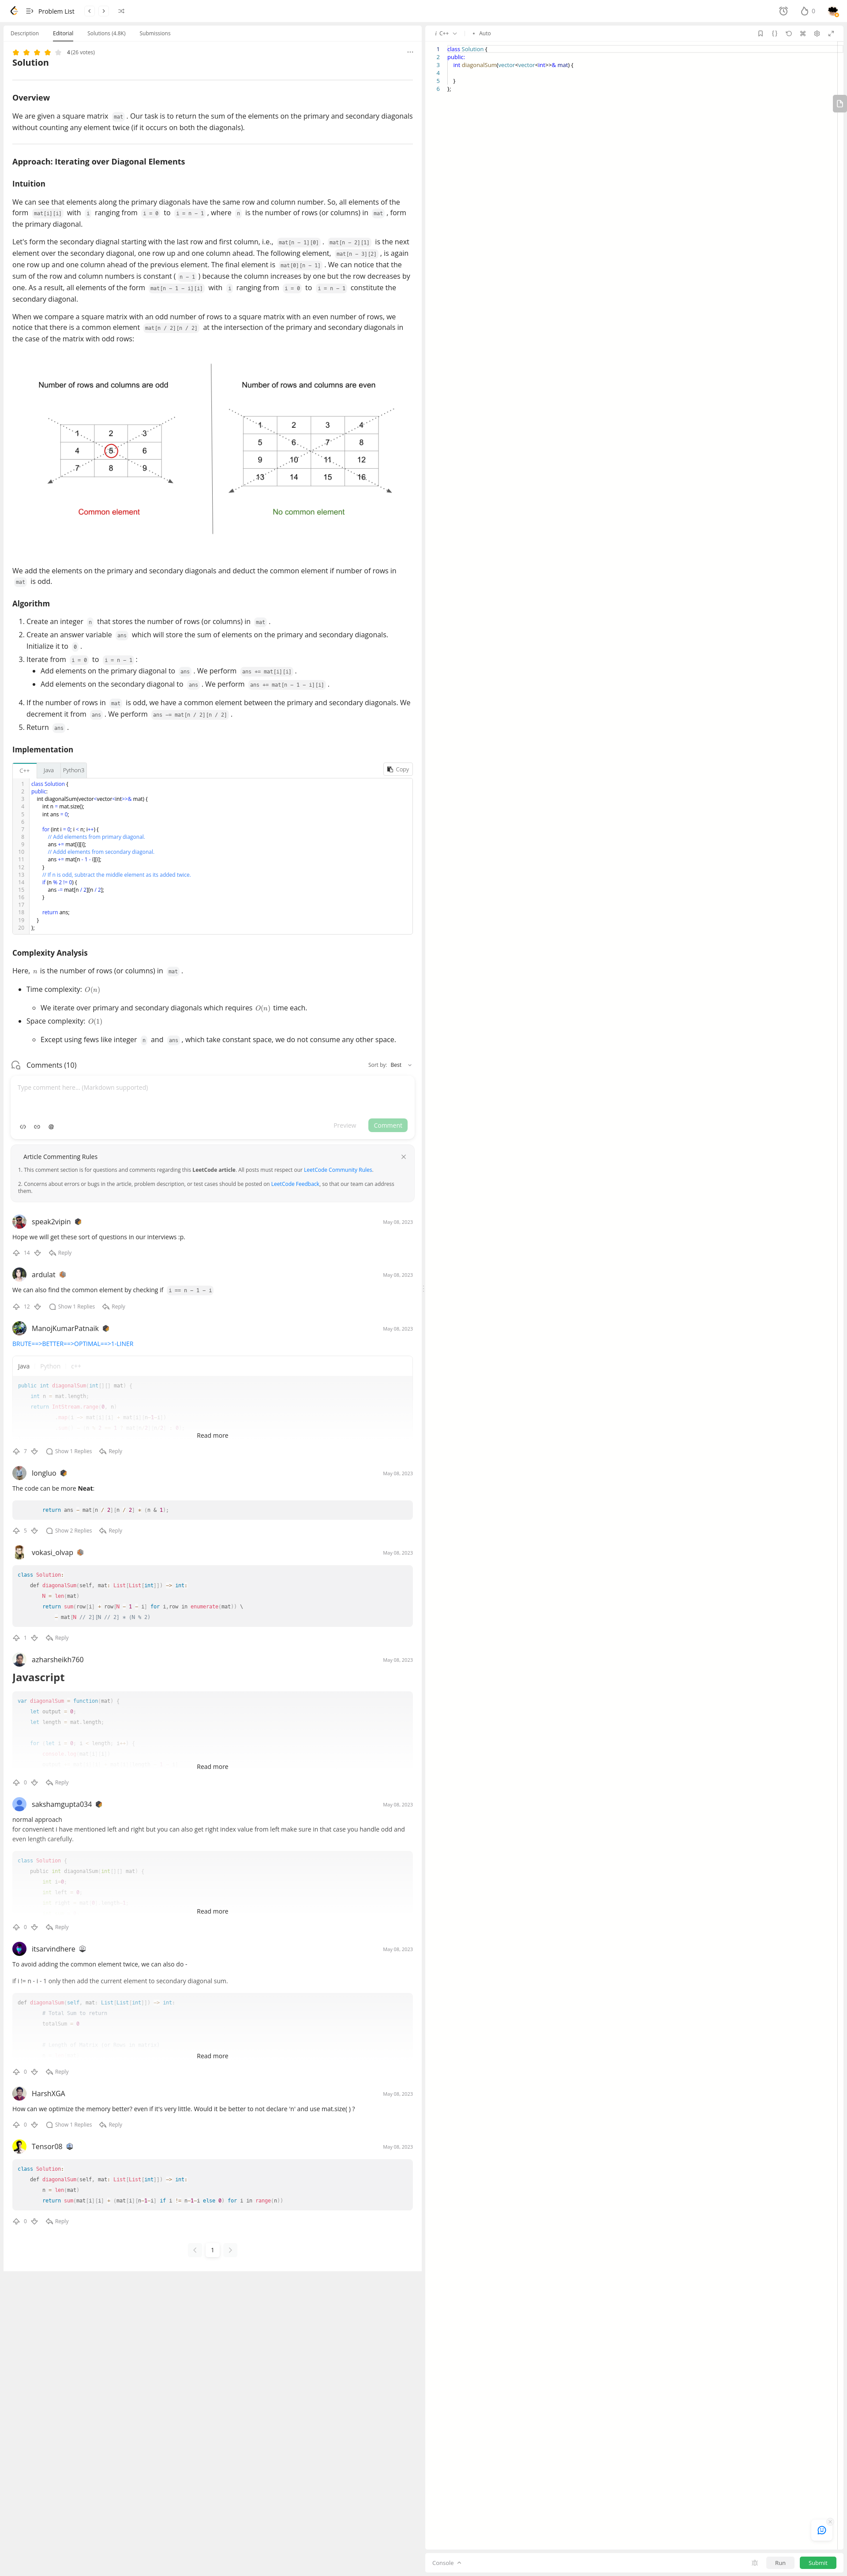 Problem List
0
Description Editorial Solutions (4.8K) Submissions
4 (26 votes)
Solution
Overview
We are given a square matrix mat . Our task is to return the sum of the elements on the primary and secondary diagonals
without counting any element twice (if it occurs on both the diagonals).
Approach: Iterating over Diagonal Elements
Intuition
We can see that elements along the primary diagonals have the same row and column number. So, all elements of the
form mat[i][i] with i ranging from i = 0 to i = n - 1 , where n is the number of rows (or columns) in mat , form
the primary diagonal.
Let's form the secondary diagnal starting with the last row and first column, i.e., mat[n - 1][0] . mat[n - 2][1] is the next
element over the secondary diagonal, one row up and one column ahead. The following element, mat[n - 3][2] , is again
one row up and one column ahead of the previous element. The final element is mat[0][n - 1] . We can notice that the
sum of the row and column numbers is constant ( n - 1 ) because the column increases by one but the row decreases by
one. As a result, all elements of the form mat[n - 1 - i][i] with i ranging from i = 0 to i = n - 1 constitute the
secondary diagonal.
When we compare a square matrix with an odd number of rows to a square matrix with an even number of rows, we
notice that there is a common element mat[n / 2][n / 2] at the intersection of the primary and secondary diagonals in
the case of the matrix with odd rows:
Number of rows and columns are odd
1 2 3
4 5 6
7 8 9
Common element
Number of rows and columns are even
1 2 3 4
5 6 7 8
9 10 11 12
13 14 15 16
No common element
We add the elements on the primary and secondary diagonals and deduct the common element if number of rows in
mat is odd.
Algorithm
1. Create an integer n that stores the number of rows (or columns) in mat .
2. Create an answer variable ans which will store the sum of elements on the primary and secondary diagonals.
Initialize it to 0 .
3. Iterate from i = 0 to i = n - 1 :
• Add elements on the primary diagonal to ans . We perform ans += mat[i][i] .
• Add elements on the secondary diagonal to ans . We perform ans += mat[n - 1 - i][i] .
4. If the number of rows in mat is odd, we have a common element between the primary and secondary diagonals. We
decrement it from ans . We perform ans -= mat[n / 2][n / 2] .
5. Return ans .
Implementation
C++ Java Python3 Copy
1 class Solution {
2 public:
3 int diagonalSum(vector<vector<int>>& mat) {
4 int n = mat.size();
5 int ans = 0;
6
7 for (int i = 0; i < n; i++) {
8 // Add elements from primary diagonal.
9 ans += mat[i][i];
10 // Addd elements from secondary diagonal.
11 ans += mat[n - 1 - i][i];
12 }
13 // If n is odd, subtract the middle element as its added twice.
14 if (n % 2 != 0) {
15 ans -= mat[n / 2][n / 2];
16 }
17
18 return ans;
19 }
20 };
Complexity Analysis
Here, n is the number of rows (or columns) in mat .
• Time complexity: O(n)
We iterate over primary and secondary diagonals which requires O(n) time each.
• Space complexity: O(1)
Except using fews like integer n and ans , which take constant space, we do not consume any other space.
Comments (10) Sort by: Best
Type comment here... (Markdown supported)
Preview Comment
Article Commenting Rules
1. This comment section is for questions and comments regarding this LeetCode article. All posts must respect our LeetCode Community Rules.
2. Concerns about errors or bugs in the article, problem description, or test cases should be posted on LeetCode Feedback, so that our team can address
them.
speak2vipin May 08, 2023
Hope we will get these sort of questions in our interviews :p.
14 Reply
ardulat May 08, 2023
We can also find the common element by checking if i == n - 1 - i
12 Show 1 Replies Reply
ManojKumarPatnaik May 08, 2023
BRUTE==>BETTER==>OPTIMAL==>1-LINER
Java Python C++
public int diagonalSum(int[][] mat) {
int n = mat.length;
return IntStream.range(0, n)
Read more
7 Show 1 Replies Reply
longluo May 08, 2023
The code can be more Neat:
return ans - mat[n / 2][n / 2] * (n & 1);
5 Show 2 Replies Reply
vokasi_olvap May 08, 2023
class Solution:
def diagonalSum(self, mat: List[List[int]]) -> int:
N = len(mat)
return sum(row[i] + row[N - 1 - i] for i,row in enumerate(mat)) \
- mat[N // 2][N // 2] * (N % 2)
1 Reply
azharsheikh760 May 08, 2023
Javascript
var diagonalSum = function(mat) {
let output = 0;
let length = mat.length;
for (let i = 0; i < length; i++) {
Read more
0 Reply
sakshamgupta034 May 08, 2023
normal approach
for convenient i have mentioned left and right but you can also get right index value from left make sure in that case you handle odd and
even length carefully.
class Solution {
public int diagonalSum(int[][] mat) {
int i=0;
int left = 0;
Read more
0 Reply
itsarvindhere May 08, 2023
To avoid adding the common element twice, we can also do -
if i != n - i - 1 only then add the current element to secondary diagonal sum.
def diagonalSum(self, mat: List[List[int]]) -> int:
# Total Sum to return
totalSum = 0
Read more
0 Reply
HarshXGA May 08, 2023
How can we optimize the memory better? even if it's very little. Would it be better to not declare 'n' and use mat.size( ) ?
0 Show 1 Replies Reply
Tensor08 May 08, 2023
class Solution:
def diagonalSum(self, mat: List[List[int]]) -> int:
n = len(mat)
return sum(mat[i][i] + (mat[i][n-1-i] if i != n-1-i else 0) for i in range(n))
0 Reply
1
C++ Auto
1 class Solution {
2 public:
3 int diagonalSum(vector<vector<int>>& mat) {
4
5 }
6 };
Console Run Submit